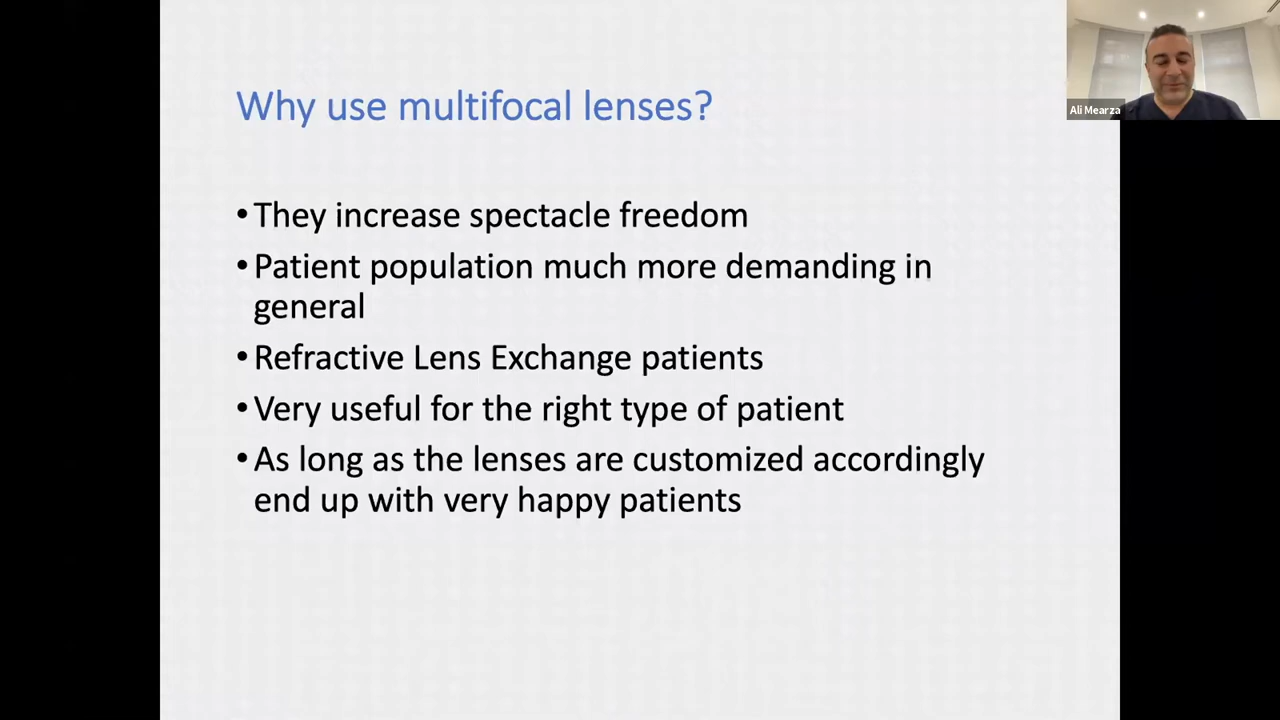 Why use multifocal lenses?
• They increase spectacle freedom
• Patient population much more demanding in
general
• Refractive Lens Exchange patients
• Very useful for the right type of patient
• As long as the lenses are customized accordingly
end up with very happy patients
Ali Mearza